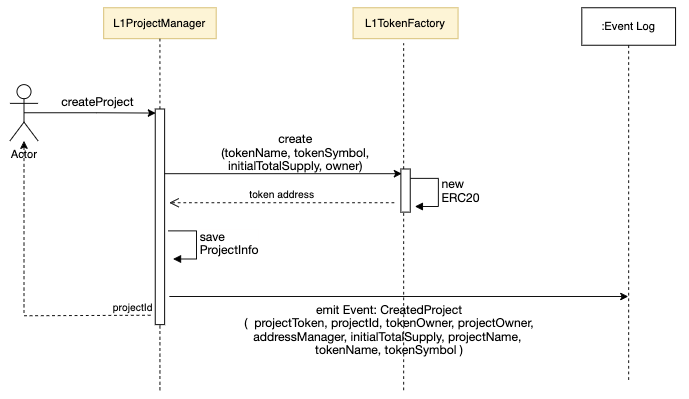 L1ProjectManager
L1TokenFactory
:Event Log
createProject
Actor
create
(tokenName, tokenSymbol,
initialTotalSupply, owner)
new
ERC20
token address
save
ProjectInfo
projectId
emit Event: CreatedProject
( projectToken, projectId, tokenOwner, projectOwner,
addressManager, initialTotalSupply, projectName,
tokenName, tokenSymbol )